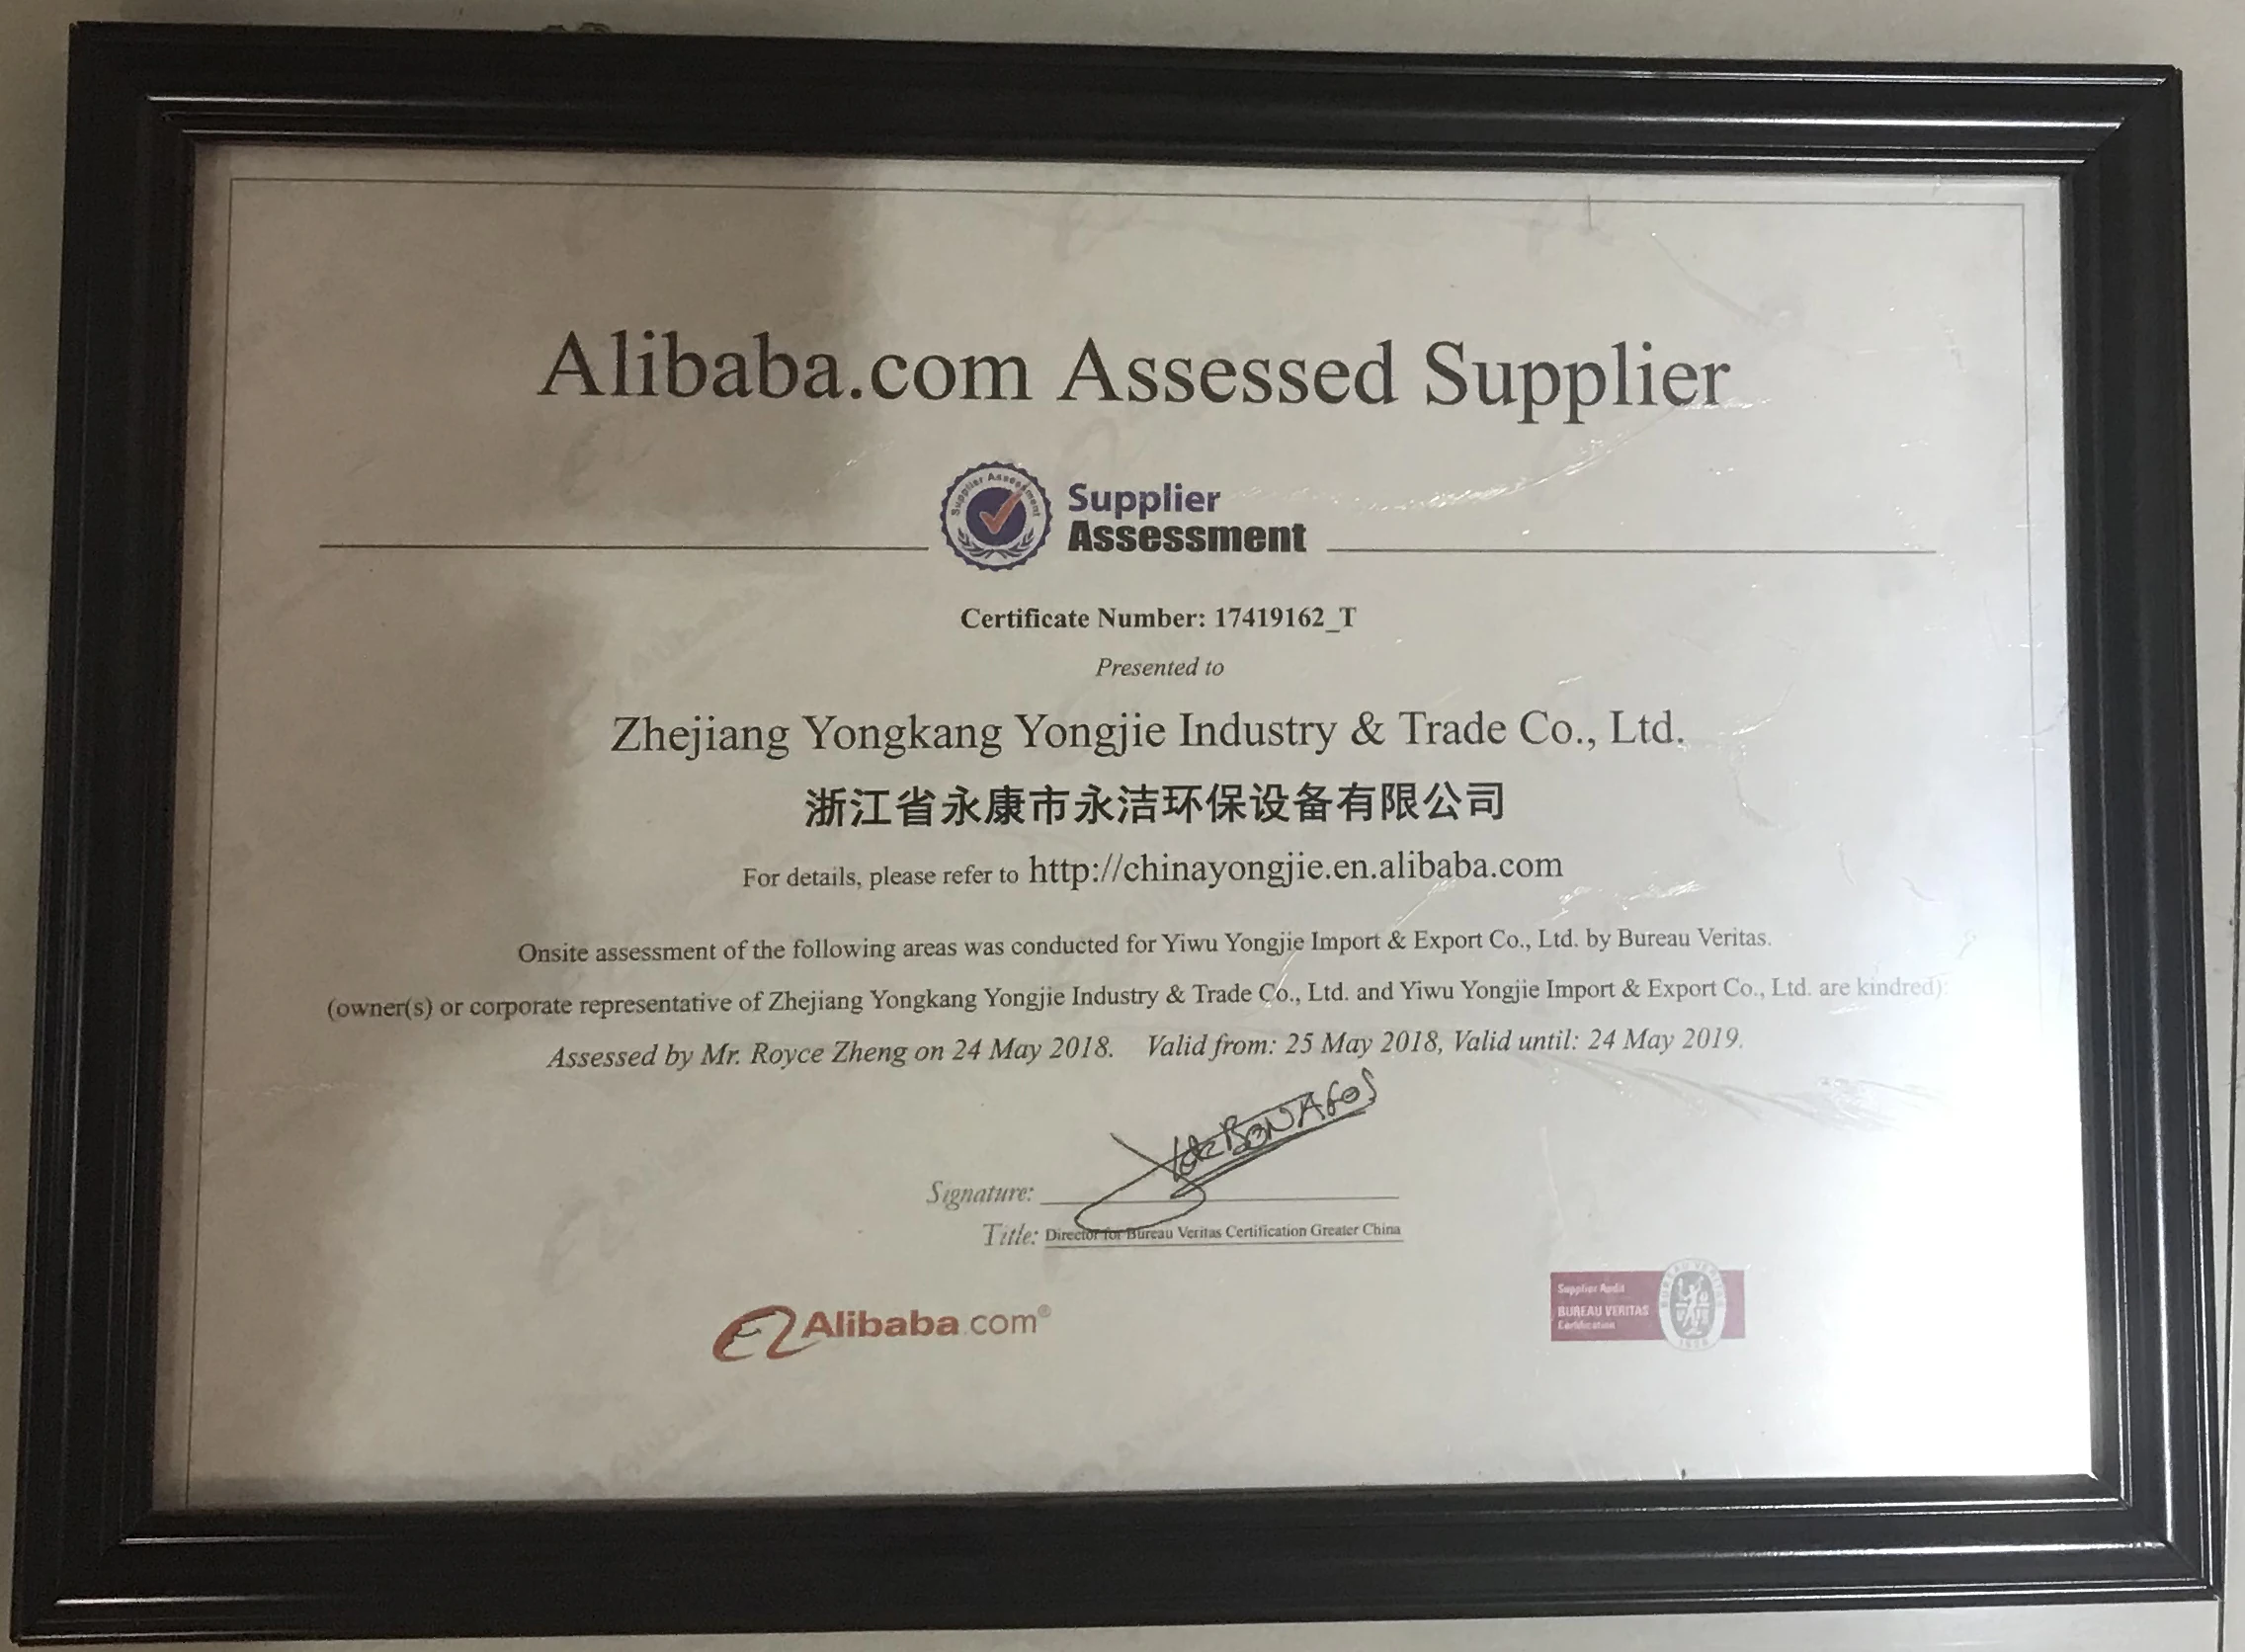 Alibaba.com Assessed Supplier
Supplier Assessment
Supplier
Assessment
Certificate Number: 17419162_T
Presented to
Zhejiang Yongkang Yongjie Industry & Trade Co., Ltd.
浙江省永康市永洁环保设备有限公司
For details, please refer to http://chinayongjie.en.alibaba.com
Onsite assessment of the following areas was conducted for Yiwu Yongjie Import & Export Co., Ltd. by Bureau Veritas.
(owner(s) or corporate representative of Zhejiang Yongkang Yongjie Industry & Trade Co., Ltd. and Yiwu Yongjie Import & Export Co., Ltd. are kindred):
Assessed by Mr. Royce Zheng on 24 May 2018. Valid from: 25 May 2018, Valid until: 24 May 2019.
Signature:
Title: Director for Bureau Veritas Certification Greater China
Alibaba.com®
Supplier Audit
BUREAU VERITAS
Certification
BUREAU VERITAS
1828